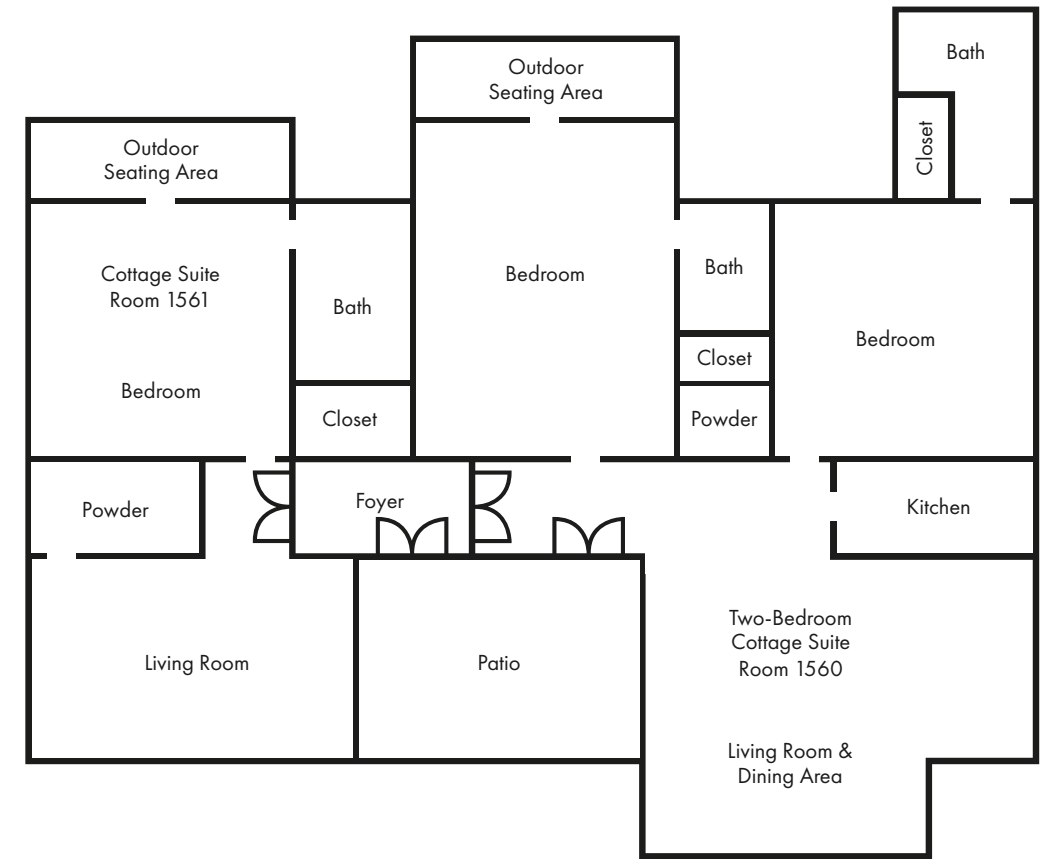 Bath
Outdoor
Seating Area
Closet
Outdoor
Seating Area
Cottage Suite
Room 1561
Bedroom
Bath
Bath
Bedroom
Closet
Bedroom
Closet
Powder
Powder
Foyer
Kitchen
Living Room
Patio
Two-Bedroom
Cottage Suite
Room 1560
Living Room &
Dining Area